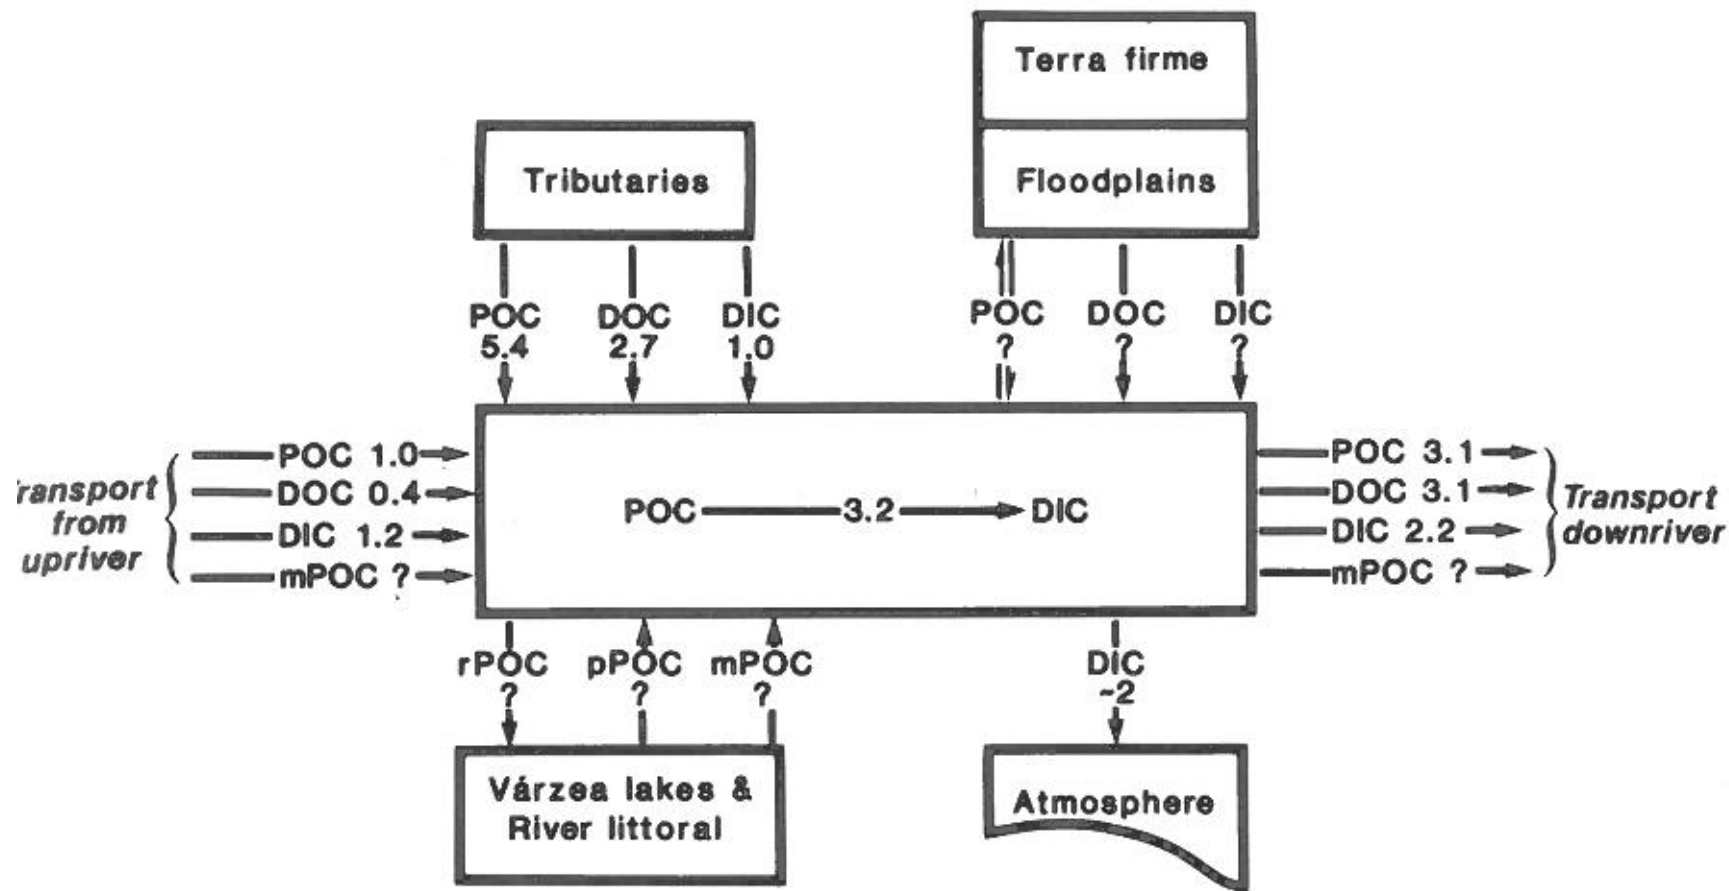 Terra firme
Tributaries
Floodplains
POC
5.4
DOC
2.7
DIC
1.0
POC
?
DOC
?
DIC
?
ransport
from
upriver
POC 1.0
DOC 0.4
DIC 1.2
mPOC ?
POC 3.2 DIC
POC 3.1
DOC 3.1
DIC 2.2
mPOC ?
Transport
downriver
rPOC
?
pPOC
?
mPOC
?
DIC
~2
Várzea lakes &
River littoral
Atmosphere